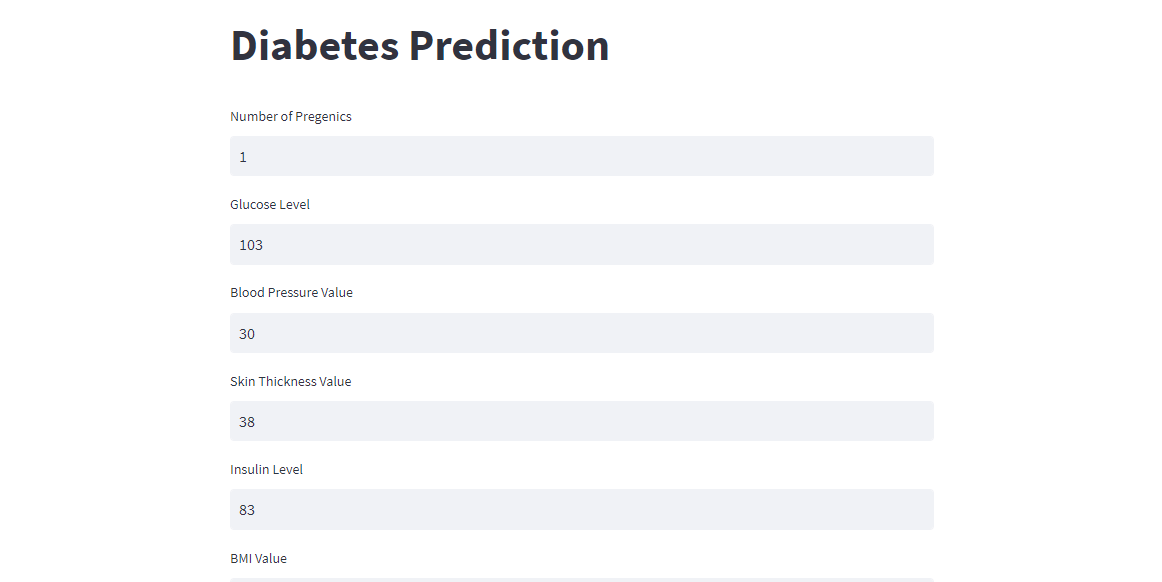 Diabetes Prediction
Number of Pregenics
1
Glucose Level
103
Blood Pressure Value
30
Skin Thickness Value
38
Insulin Level
83
BMI Value